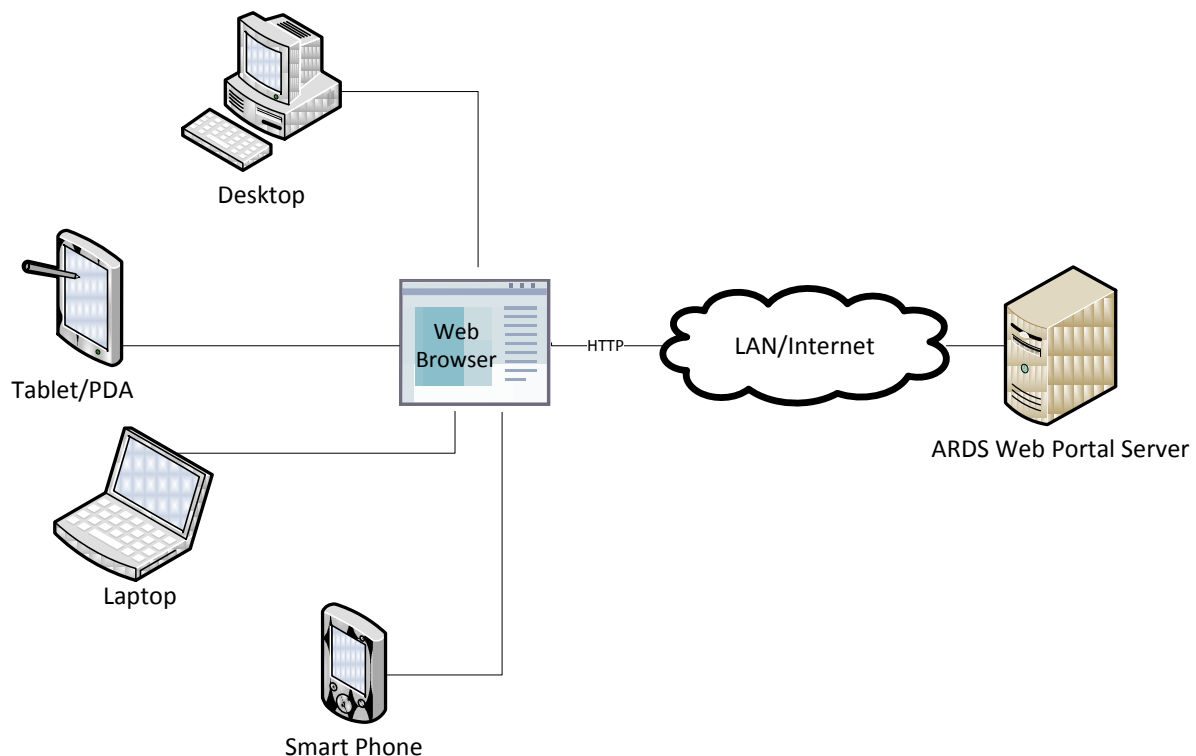 Desktop
Tablet/PDA
Web
Browser
HTTP
LAN/Internet
ARDS Web Portal Server
Laptop
Smart Phone